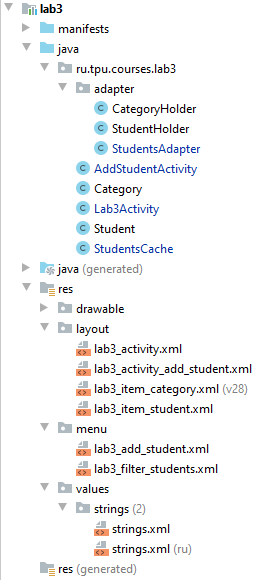 lab3
manifests
java
ru.tpu.courses.lab3
adapter
CategoryHolder
StudentHolder
StudentsAdapter
AddStudentActivity
Category
Lab3Activity
Student
StudentsCache
java (generated)
res
drawable
layout
lab3_activity.xml
lab3_activity_add_student.xml
lab3_item_category.xml (v28)
lab3_item_student.xml
menu
lab3_add_student.xml
lab3_filter_students.xml
values
strings (2)
strings.xml
strings.xml (ru)
res (generated)